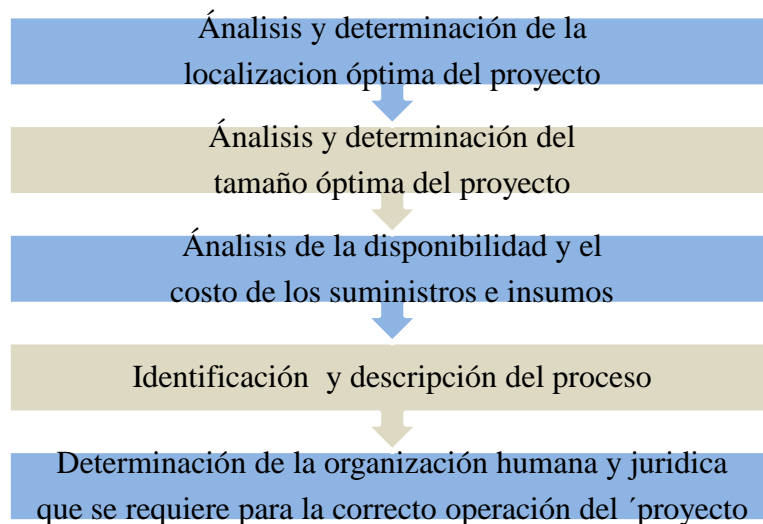 Ánalisis y determinación de la
localizacion óptima del proyecto
Ánalisis y determinación del
tamaño óptima del proyecto
Ánalisis de la disponibilidad y el
costo de los suministros e insumos
Identificación y descripción del proceso
Determinación de la organización humana y juridica
que se requiere para la correcto operación del ´proyecto